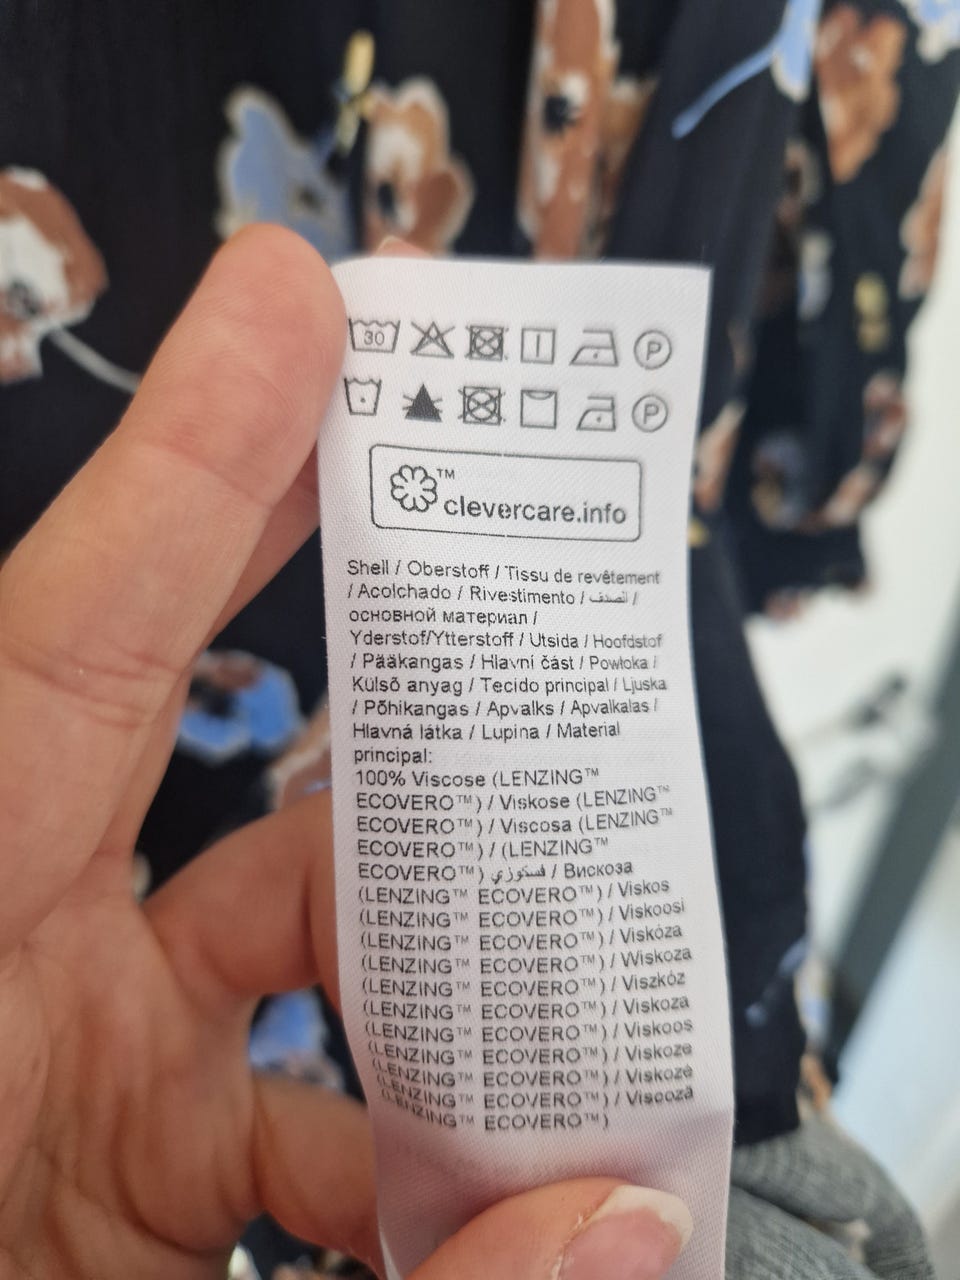 30
P
P
™
clevercare.info
Shell / Oberstoff / Tissu de revêtement
/ Acolchado / Rivestimento / الصدف /
основной материал /
Yderstof/Ytterstoff / Utsida / Hoofdstof
/ Pääkangas / Hlavní část / Powłoka /
Külső anyag / Tecido principal / Ljuska
/ Põhikangas / Apvalks / Apvalkalas /
Hlavná látka / Lupina / Material
principal:
100% Viscose (LENZING™
ECOVERO™) / Viskose (LENZING™
ECOVERO™) / Viscosa (LENZING™
ECOVERO™) / (LENZING™
ECOVERO™) فسكوزي / Вискоза
(LENZING™ ECOVERO™) / Viskos
(LENZING™ ECOVERO™) / Viskoosi
(LENZING™ ECOVERO™) / Viskóza
(LENZING™ ECOVERO™) / Wiskoza
(LENZING™ ECOVERO™) / Viszkóz
(LENZING™ ECOVERO™) / Viskoza
(LENZING™ ECOVERO™) / Viskoos
(LENZING™ ECOVERO™) / Viskoze
(LENZING™ ECOVERO™) / Viskozė
(LENZING™ ECOVERO™) / Viscoză
(LENZING™ ECOVERO™)